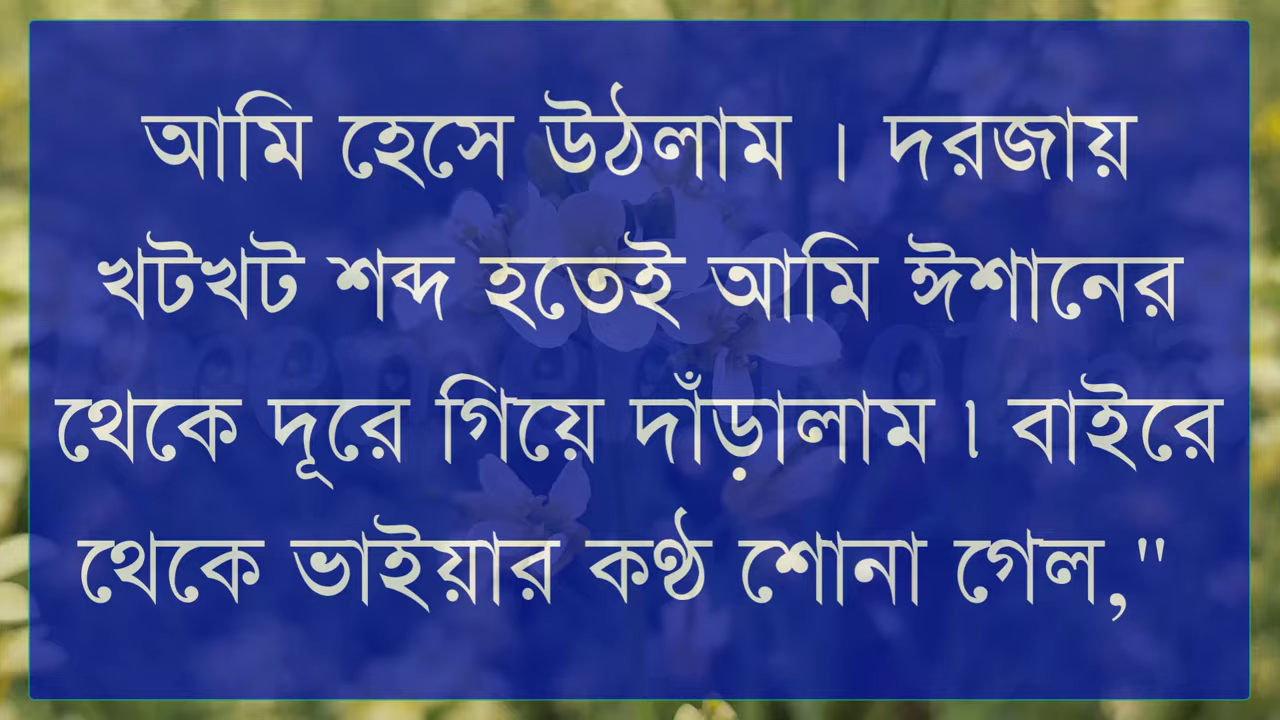 আমি হেসে উঠলাম । দরজায়
খটখট শব্দ হতেই আমি ঈশানের
থেকে দূরে গিয়ে দাঁড়ালাম ৷ বাইরে
থেকে ভাইয়ার কণ্ঠ শোনা গেল,"